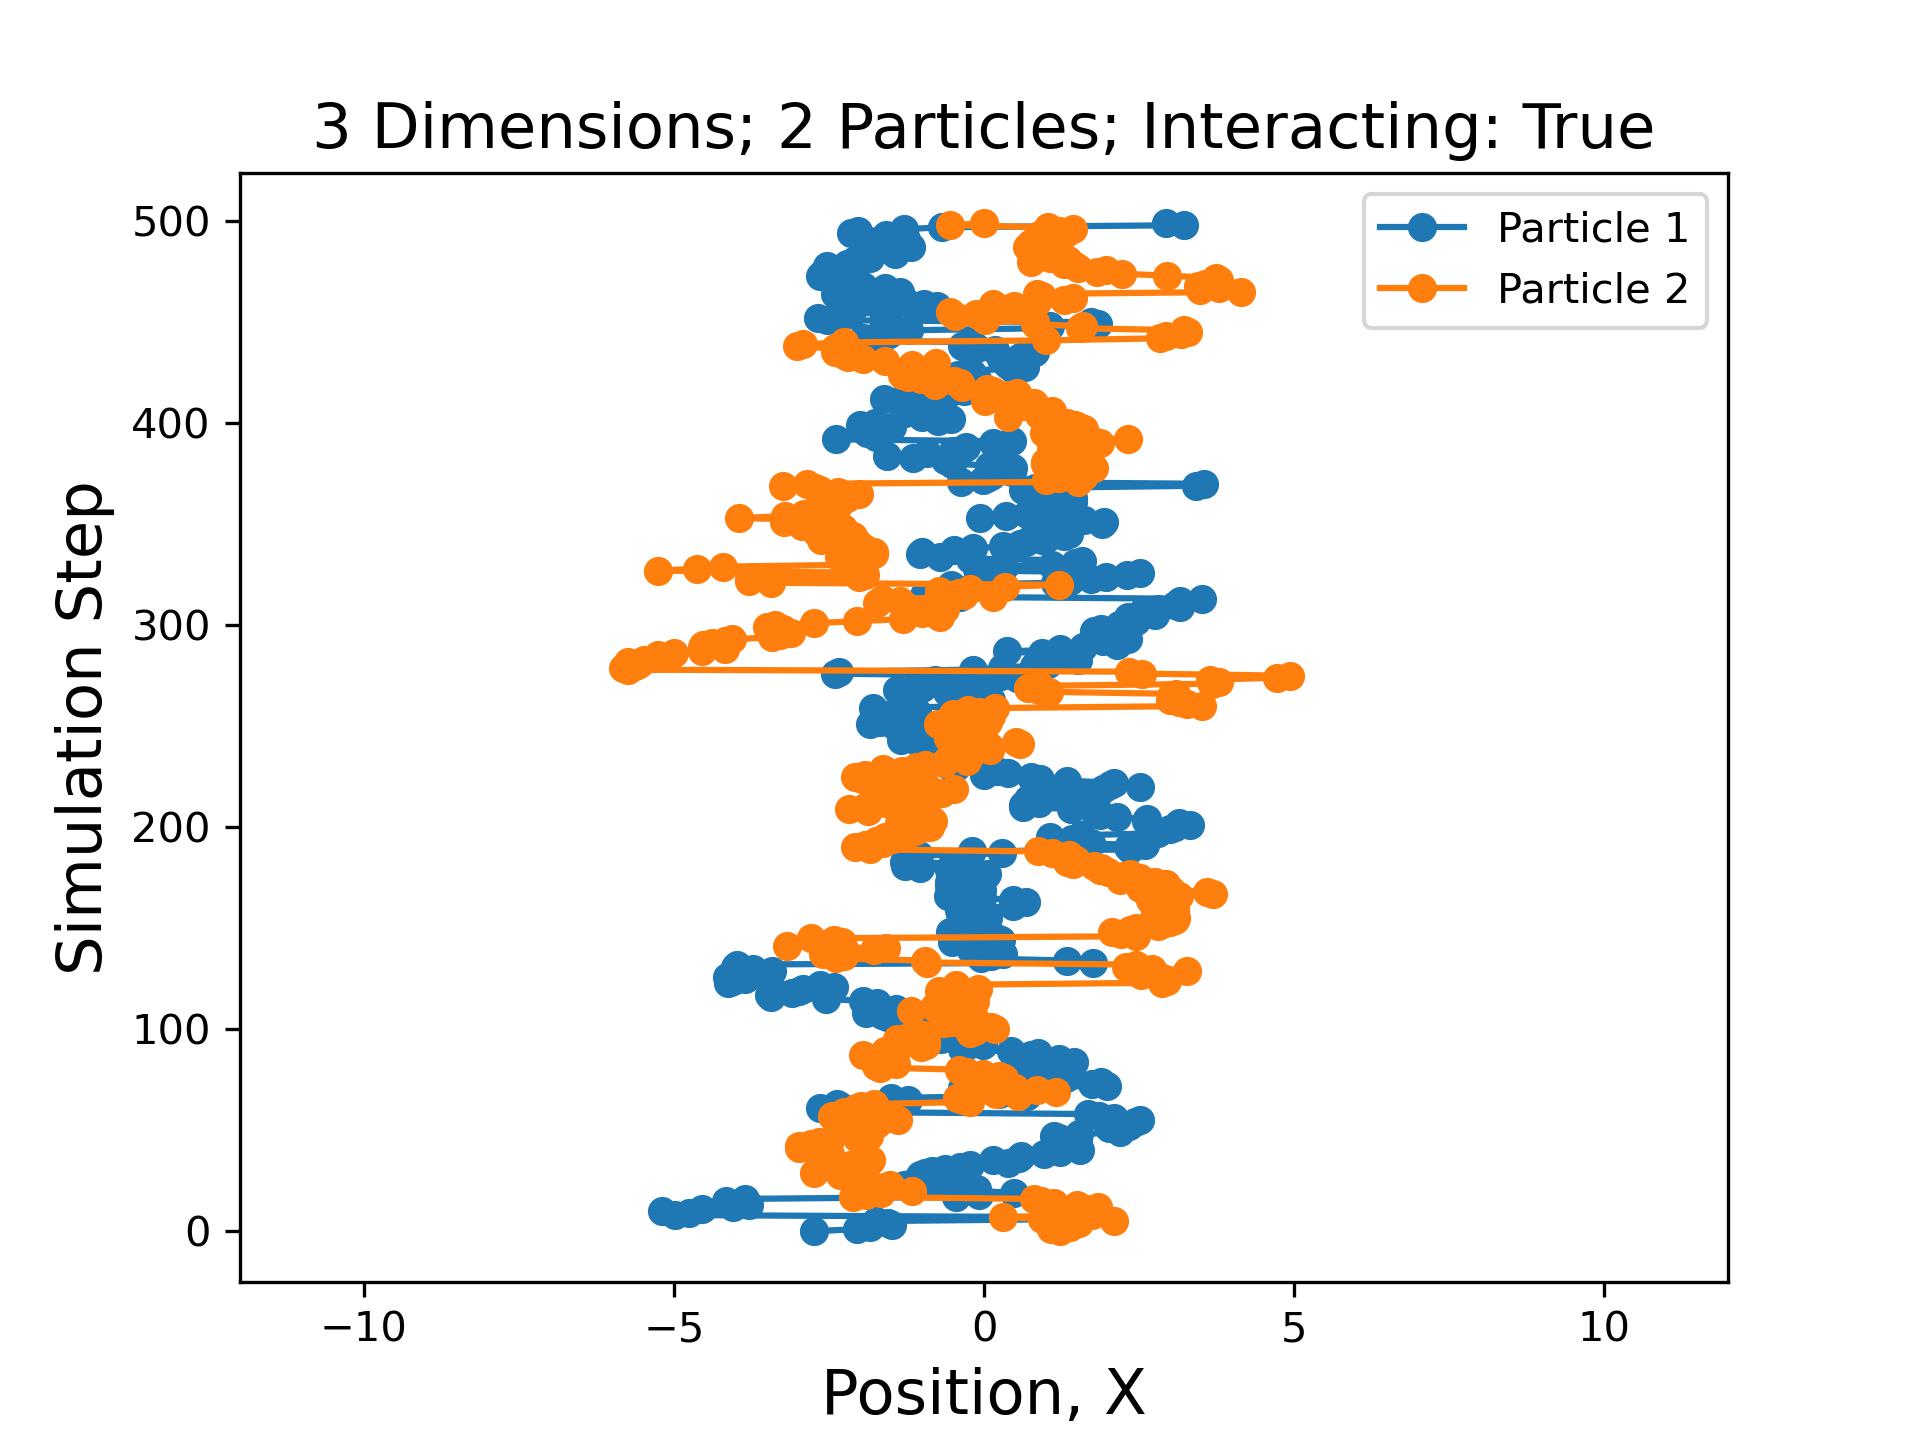 3 Dimensions; 2 Particles; Interacting: True
Particle 1
Particle 2
500
400
300
200
100
0
Simulation Step
−10
−5
0
5
10
Position, X